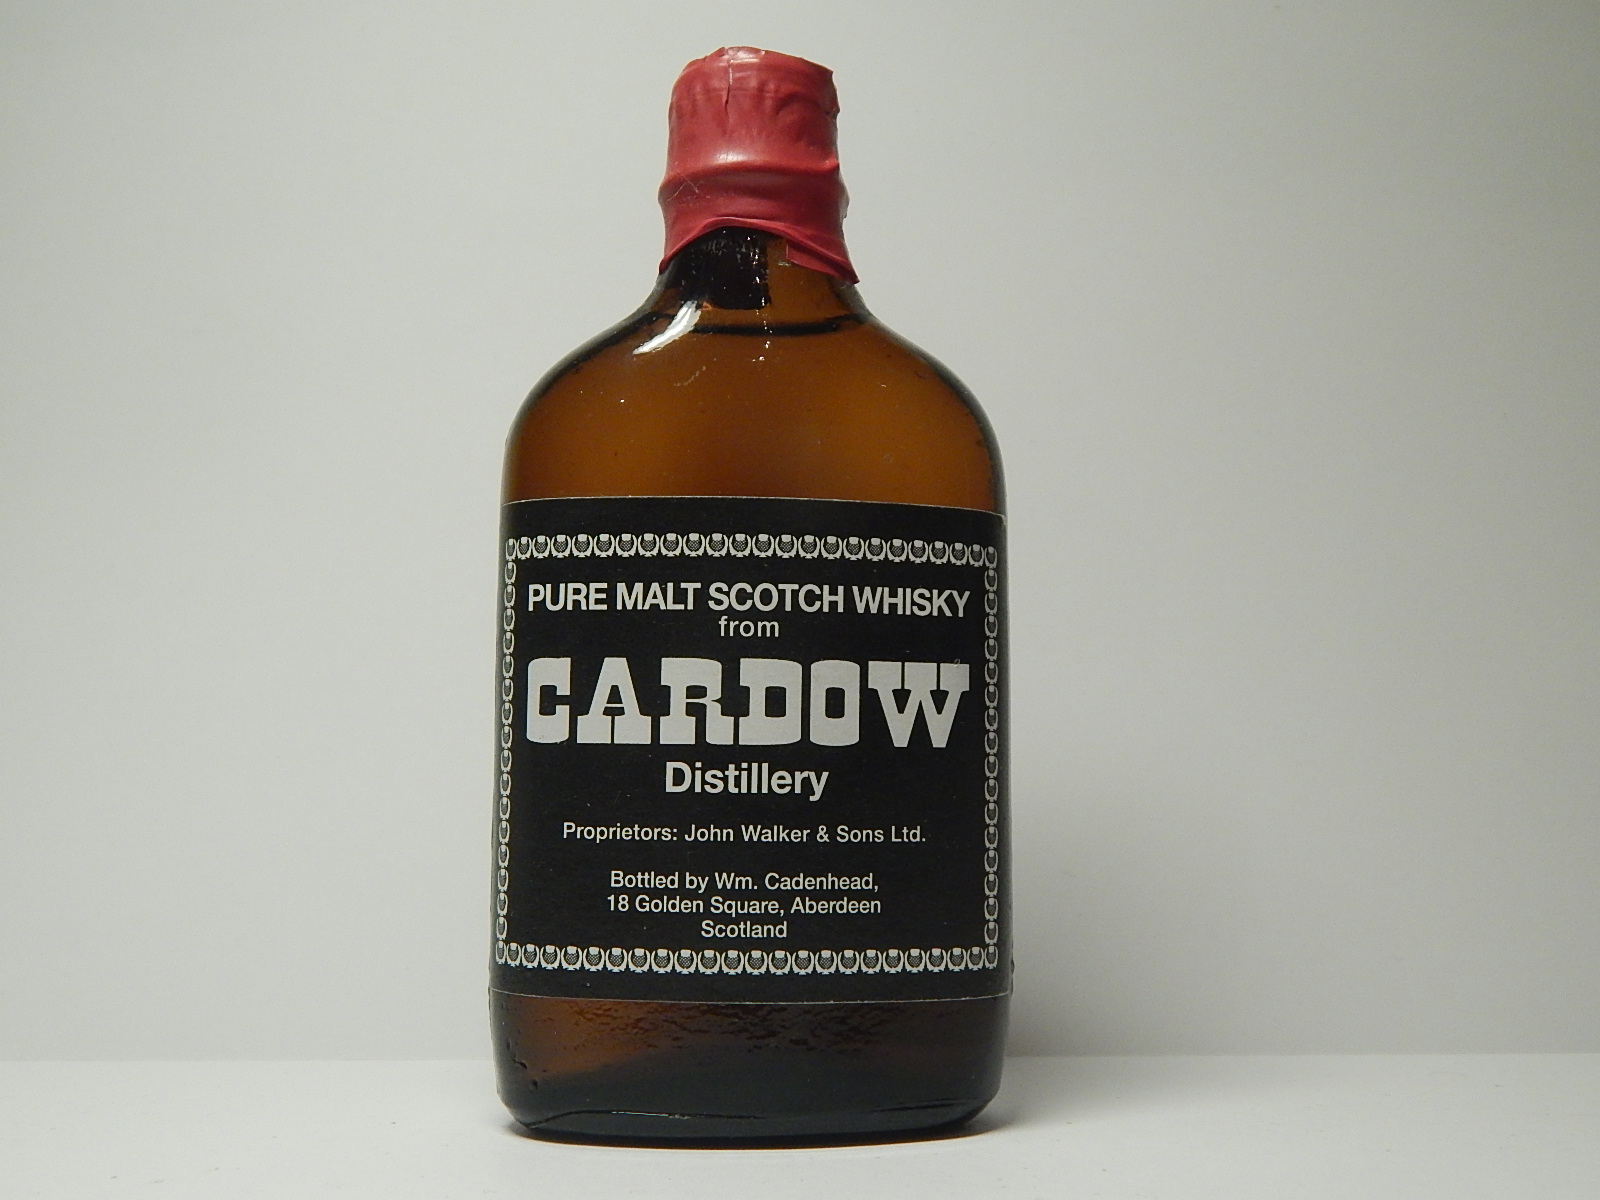 PURE MALT SCOTCH WHISKY
from
CARDOW
Distillery
Proprietors: John Walker & Sons Ltd.
Bottled by Wm. Cadenhead,
18 Golden Square, Aberdeen
Scotland